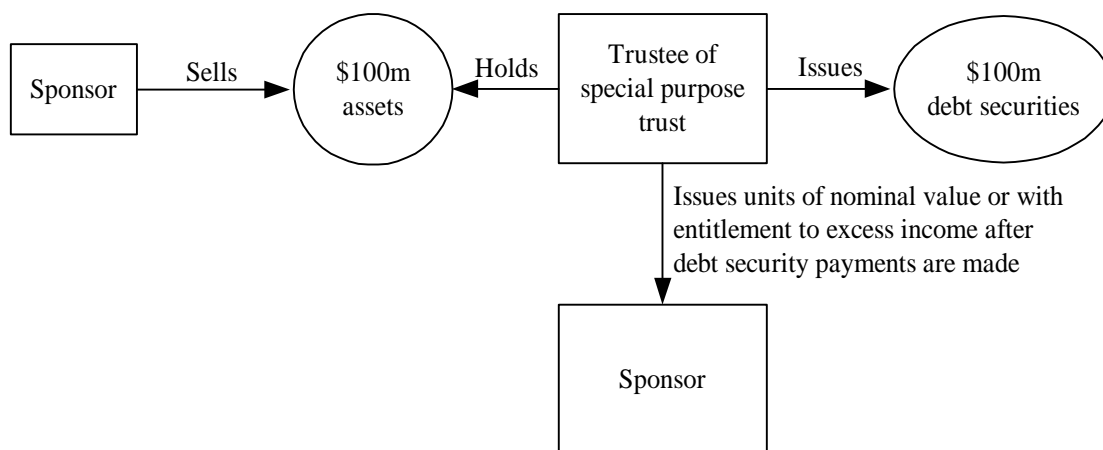 Sponsor
Sells
$100m
assets
Holds
Trustee of
special purpose
trust
Issues
$100m
debt securities
Issues units of nominal value or with
entitlement to excess income after
debt security payments are made
Sponsor